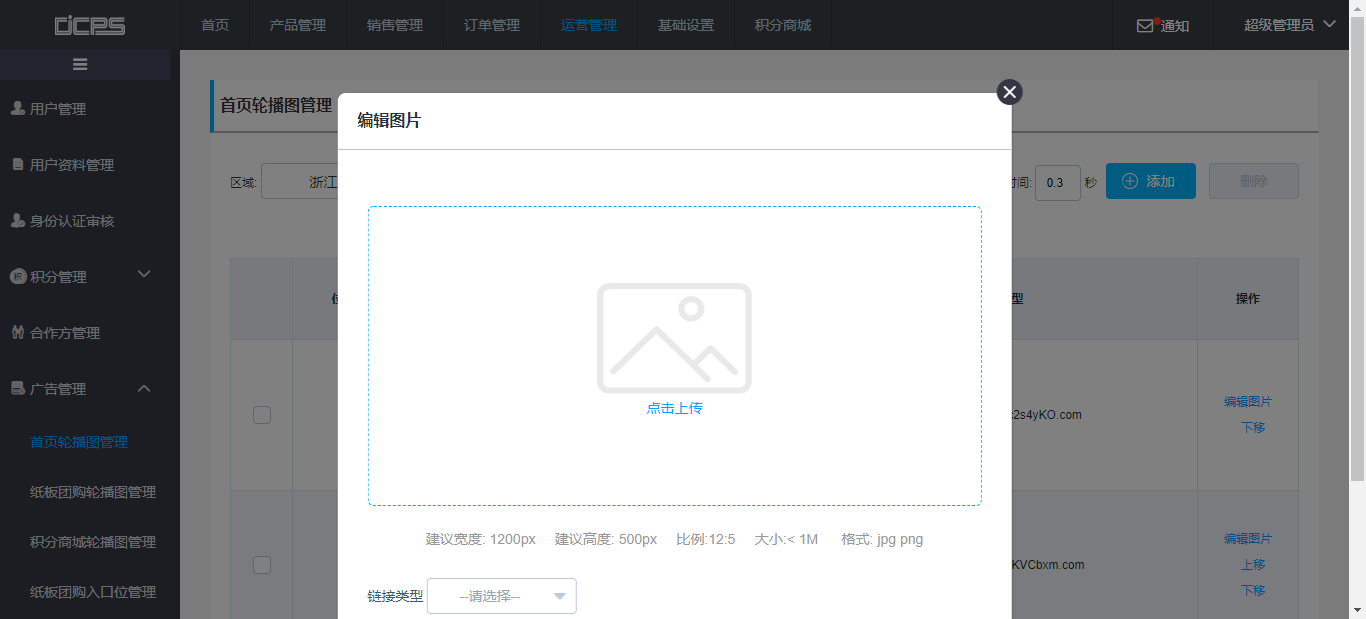 DJCPS
首页
产品管理
销售管理
订单管理
运营管理
基础设置
积分商城
通知
超级管理员
用户管理
用户资料管理
身份认证审核
积分管理
合作方管理
广告管理
首页轮播图管理
纸板团购轮播图管理
积分商城轮播图管理
纸板团购入口位管理
首页轮播图管理
区域:
浙江
0.3
秒
添加
删除
型
操作
2s4yKO.com
编辑图片
下移
KVCbxm.com
编辑图片
上移
下移
编辑图片
点击上传
建议宽度: 1200px 建议高度: 500px 比例:12:5 大小:< 1M 格式: jpg png
链接类型
--请选择--